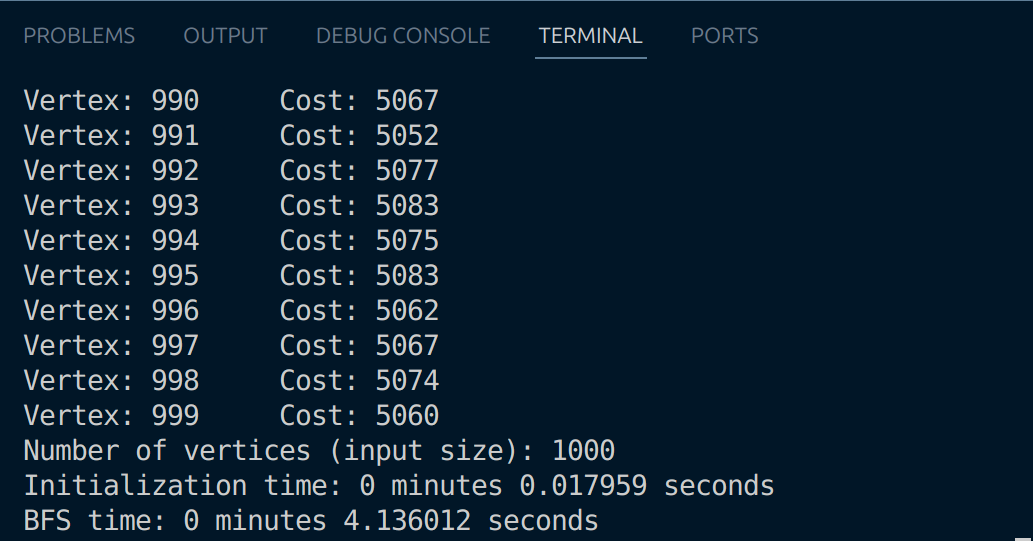 PROBLEMS OUTPUT DEBUG CONSOLE TERMINAL PORTS
Vertex: 990 Cost: 5067
Vertex: 991 Cost: 5052
Vertex: 992 Cost: 5077
Vertex: 993 Cost: 5083
Vertex: 994 Cost: 5075
Vertex: 995 Cost: 5083
Vertex: 996 Cost: 5062
Vertex: 997 Cost: 5067
Vertex: 998 Cost: 5074
Vertex: 999 Cost: 5060
Number of vertices (input size): 1000
Initialization time: 0 minutes 0.017959 seconds
BFS time: 0 minutes 4.136012 seconds